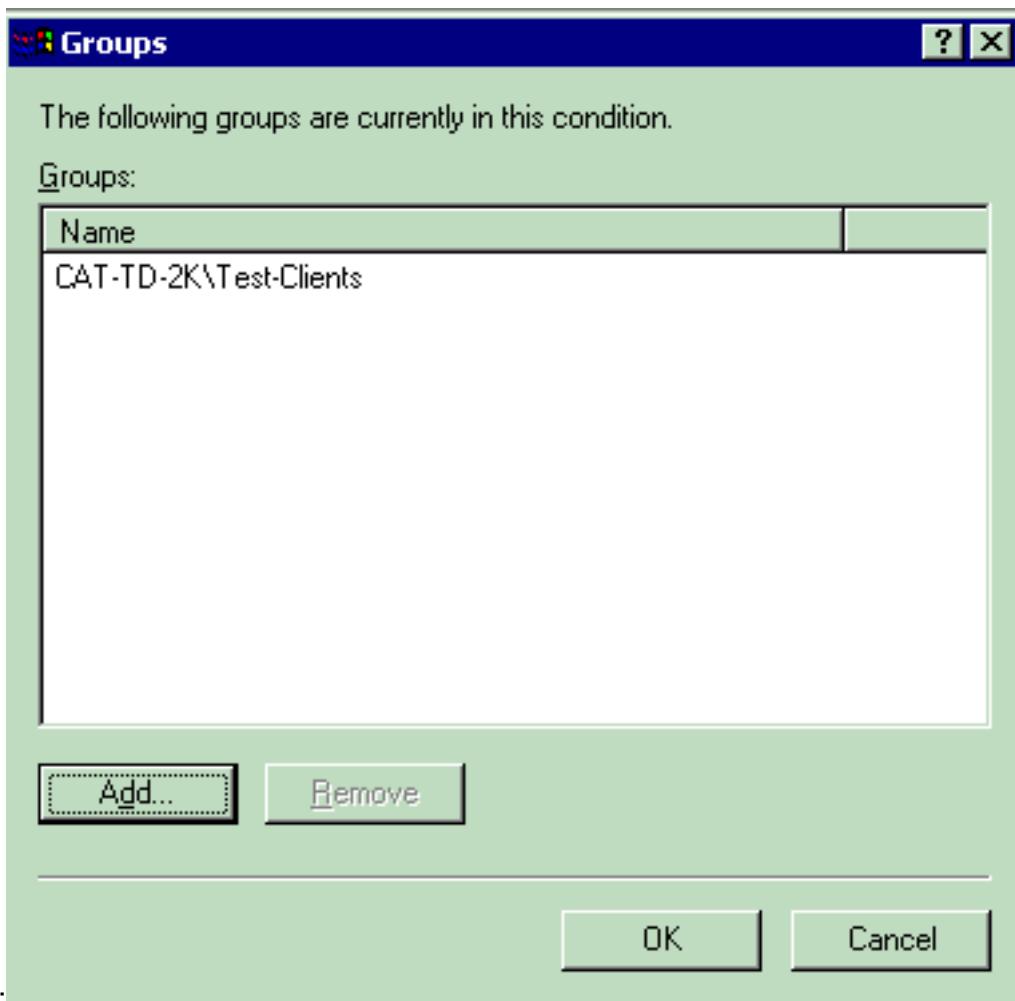 Groups
The following groups are currently in this condition.
Groups:
Name
CAT-TD-2K\Test-Clients
Add...
Remove
OK
Cancel
.